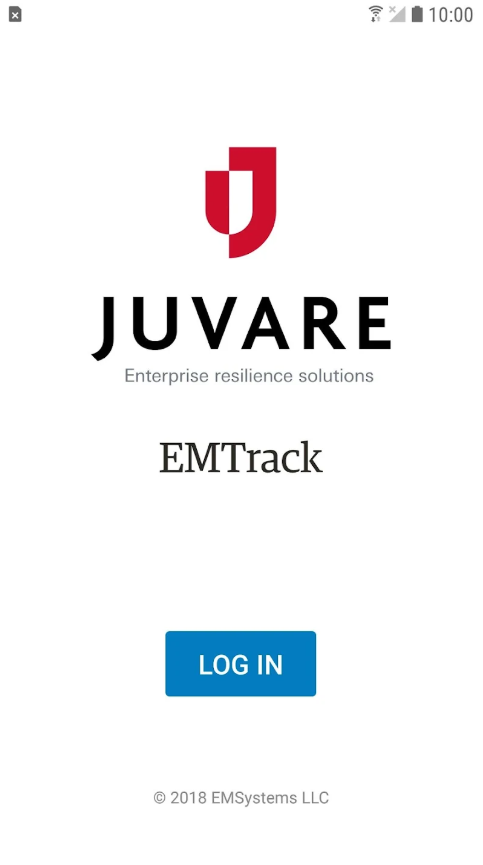 10:00
JUVARE
Enterprise resilience solutions
EMTrack
LOG IN
© 2018 EMSystems LLC